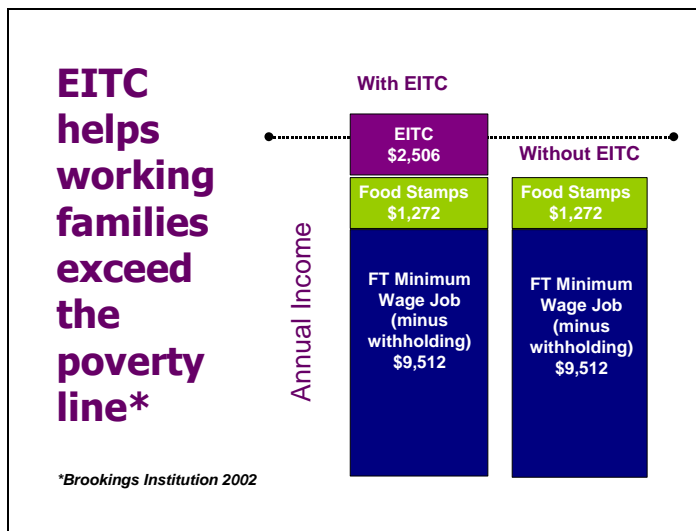 EITC
helps
working
families
exceed
the
poverty
line*
*Brookings Institution 2002
Annual Income
With EITC
EITC
$2,506
Food Stamps
$1,272
FT Minimum
Wage Job
(minus
withholding)
$9,512
Without EITC
Food Stamps
$1,272
FT Minimum
Wage Job
(minus
withholding)
$9,512